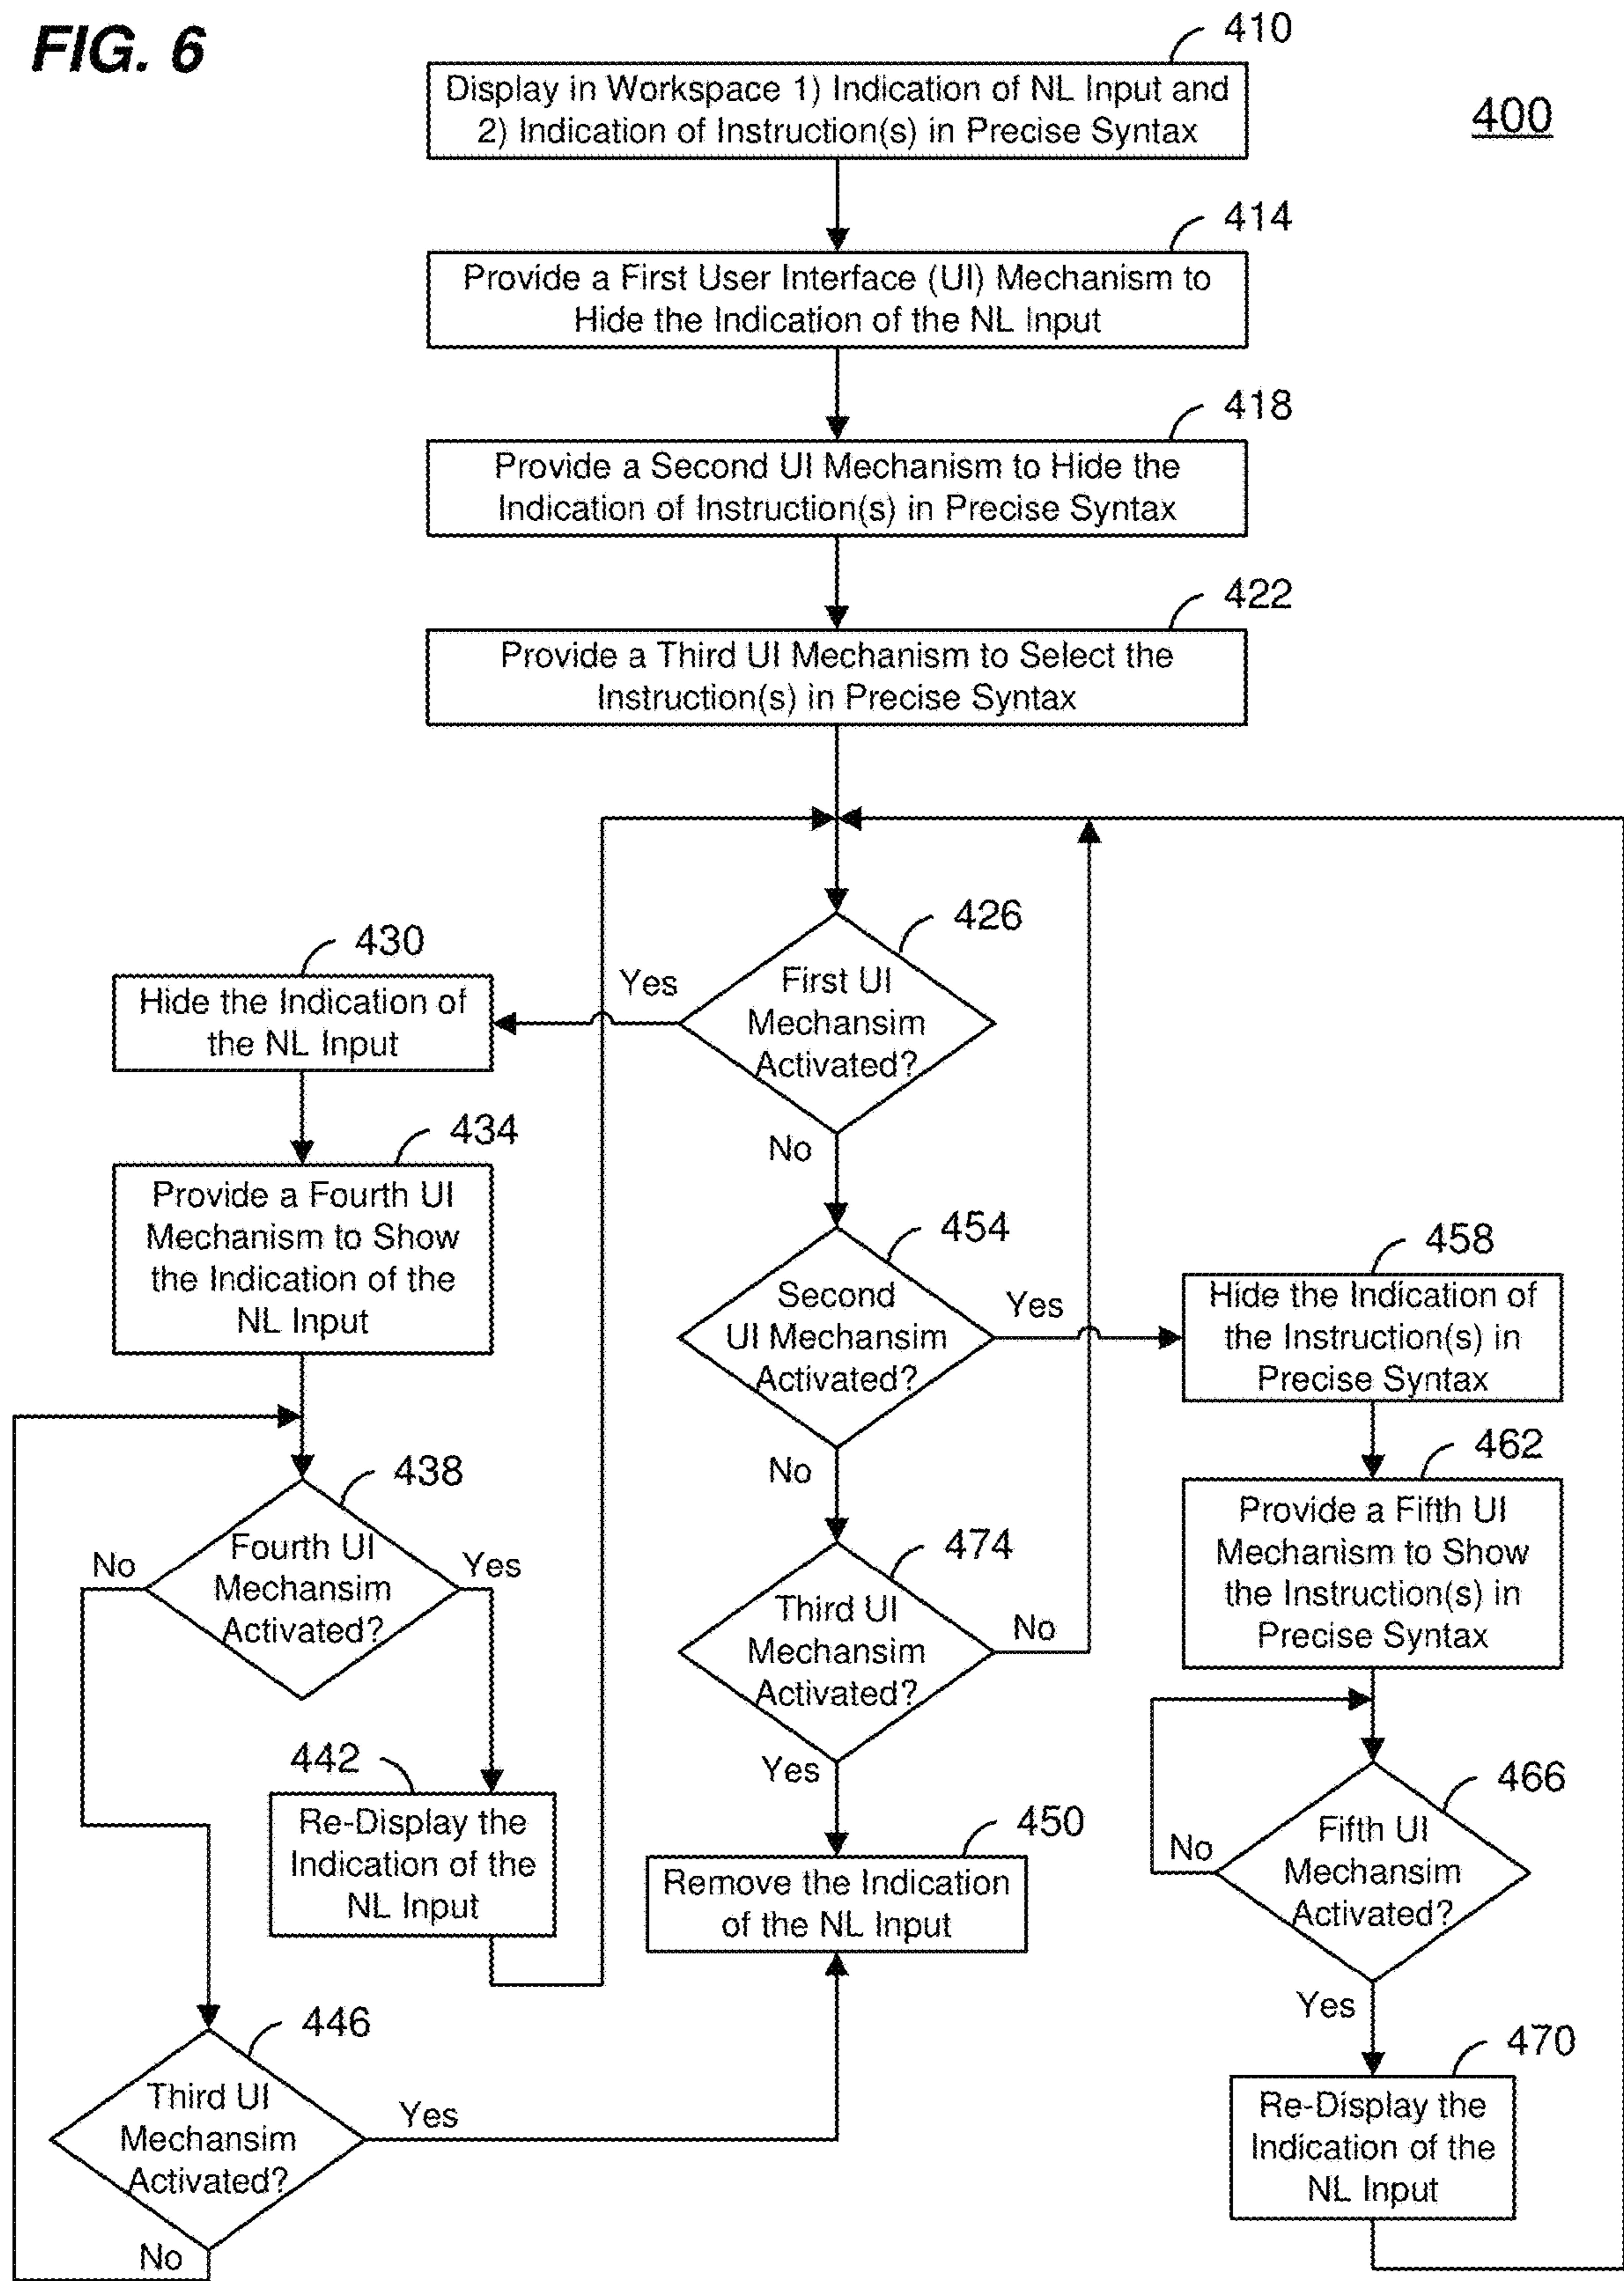 FIG. 6
400
410
Display in Workspace 1) Indication of NL Input and
2) Indication of Instruction(s) in Precise Syntax
414
Provide a First User Interface (UI) Mechanism to
Hide the Indication of the NL Input
418
Provide a Second UI Mechanism to Hide the
Indication of Instruction(s) in Precise Syntax
422
Provide a Third UI Mechanism to Select the
Instruction(s) in Precise Syntax
426
First UI
Mechansim
Activated?
Yes
No
430
Hide the Indication of
the NL Input
434
Provide a Fourth UI
Mechanism to Show
the Indication of the
NL Input
438
Fourth UI
Mechansim
Activated?
No
Yes
442
Re-Display the
Indication of the
NL Input
446
Third UI
Mechansim
Activated?
Yes
No
454
Second
UI Mechansim
Activated?
Yes
No
474
Third UI
Mechansim
Activated?
No
Yes
450
Remove the Indication
of the NL Input
458
Hide the Indication of
the Instruction(s) in
Precise Syntax
462
Provide a Fifth UI
Mechanism to Show
the Instruction(s) in
Precise Syntax
466
Fifth UI
Mechansim
Activated?
No
Yes
470
Re-Display the
Indication of the
NL Input